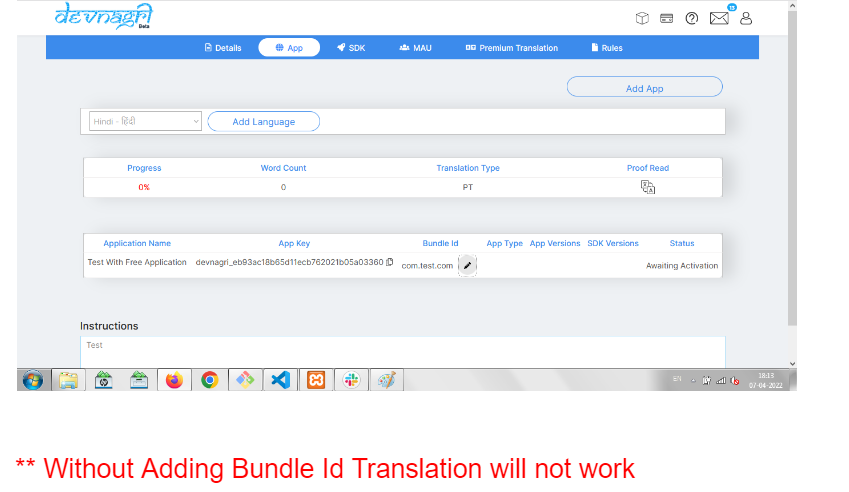 devnagri
Beta
18
Details App SDK MAU Premium Translation Rules
Add App
Hindi - हिंदी Add Language
Progress Word Count Translation Type Proof Read
0% 0 PT
Application Name App Key Bundle Id App Type App Versions SDK Versions Status
Test With Free Application devnagri_eb93ac18b65d11ecb762021b05a03360 com.test.com Awaiting Activation
Instructions
Test
EN 18:13
07-04-2022
** Without Adding Bundle Id Translation will not work